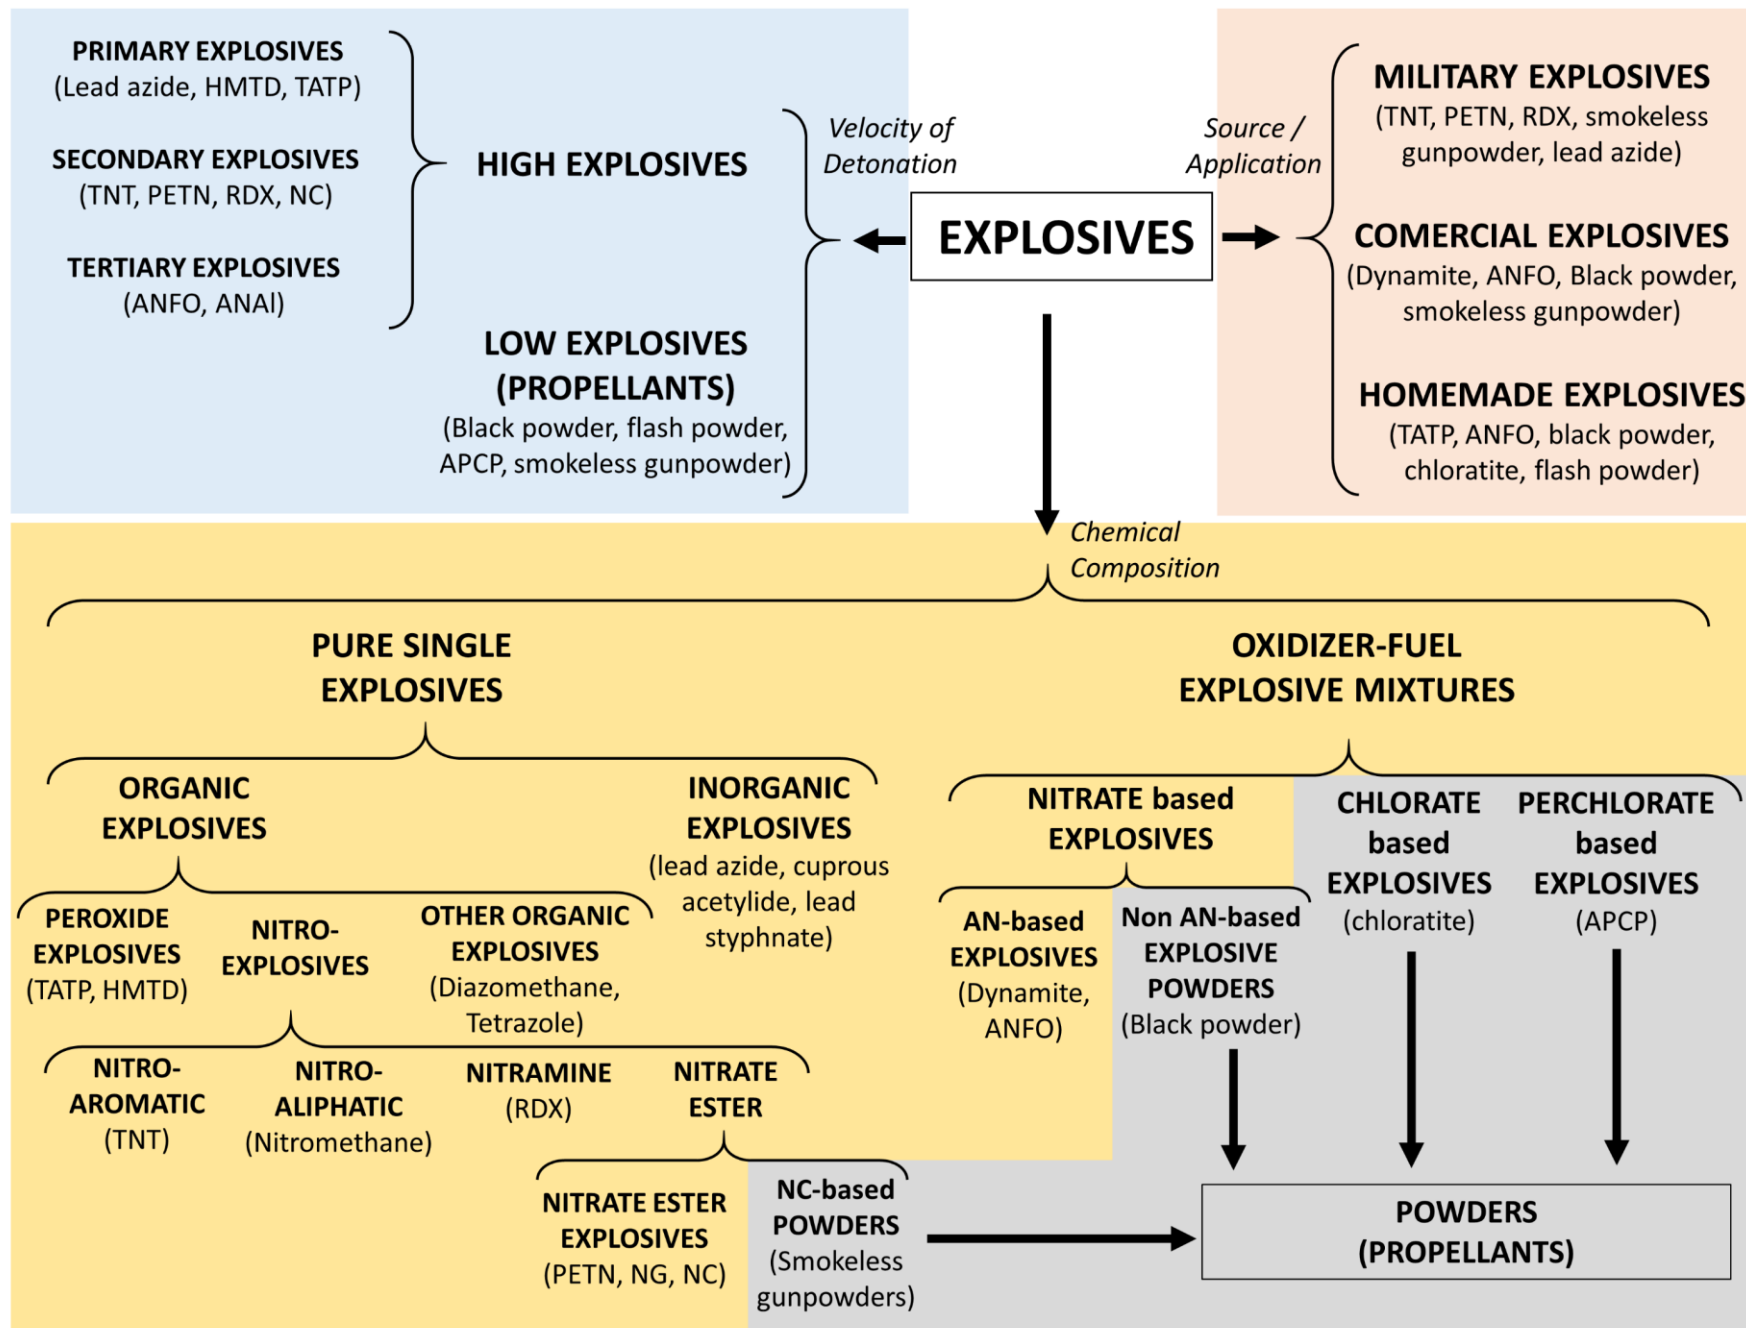 PRIMARY EXPLOSIVES
(Lead azide, HMTD, TATP)
SECONDARY EXPLOSIVES
(TNT, PETN, RDX, NC)
TERTIARY EXPLOSIVES
(ANFO, ANAl)
HIGH EXPLOSIVES
LOW EXPLOSIVES
(PROPELLANTS)
(Black powder, flash powder,
APCP, smokeless gunpowder)
Velocity of
Detonation
EXPLOSIVES
Source /
Application
MILITARY EXPLOSIVES
(TNT, PETN, RDX, smokeless
gunpowder, lead azide)
COMERCIAL EXPLOSIVES
(Dynamite, ANFO, Black powder,
smokeless gunpowder)
HOMEMADE EXPLOSIVES
(TATP, ANFO, black powder,
chloratite, flash powder)
Chemical
Composition
PURE SINGLE
EXPLOSIVES
OXIDIZER-FUEL
EXPLOSIVE MIXTURES
ORGANIC
EXPLOSIVES
INORGANIC
EXPLOSIVES
(lead azide, cuprous
acetylide, lead
styphnate)
NITRATE based
EXPLOSIVES
CHLORATE
based
EXPLOSIVES
(chloratite)
PERCHLORATE
based
EXPLOSIVES
(APCP)
PEROXIDE
EXPLOSIVES
(TATP, HMTD)
NITRO-
EXPLOSIVES
OTHER ORGANIC
EXPLOSIVES
(Diazomethane,
Tetrazole)
AN-based
EXPLOSIVES
(Dynamite,
ANFO)
Non AN-based
EXPLOSIVE
POWDERS
(Black powder)
NITRO-
AROMATIC
(TNT)
NITRO-
ALIPHATIC
(Nitromethane)
NITRAMINE
(RDX)
NITRATE
ESTER
NITRATE ESTER
EXPLOSIVES
(PETN, NG, NC)
NC-based
POWDERS
(Smokeless
gunpowders)
POWDERS
(PROPELLANTS)